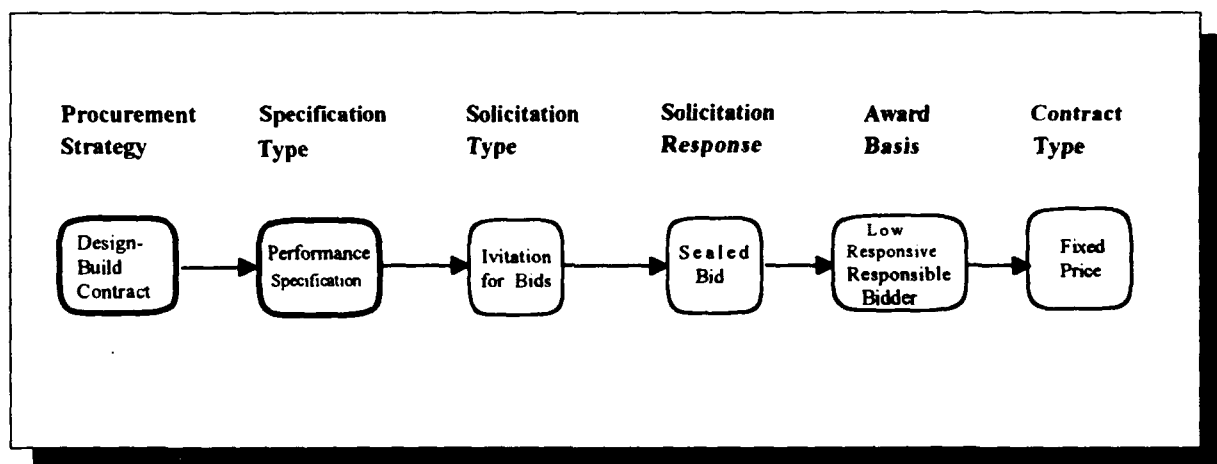 Procurement
Strategy
Specification
Type
Solicitation
Type
Solicitation
Response
Award
Basis
Contract
Type
Design-
Build
Contract
Performance
Specification
Ivitation
for Bids
Sealed
Bid
Low
Responsive
Responsible
Bidder
Fixed
Price